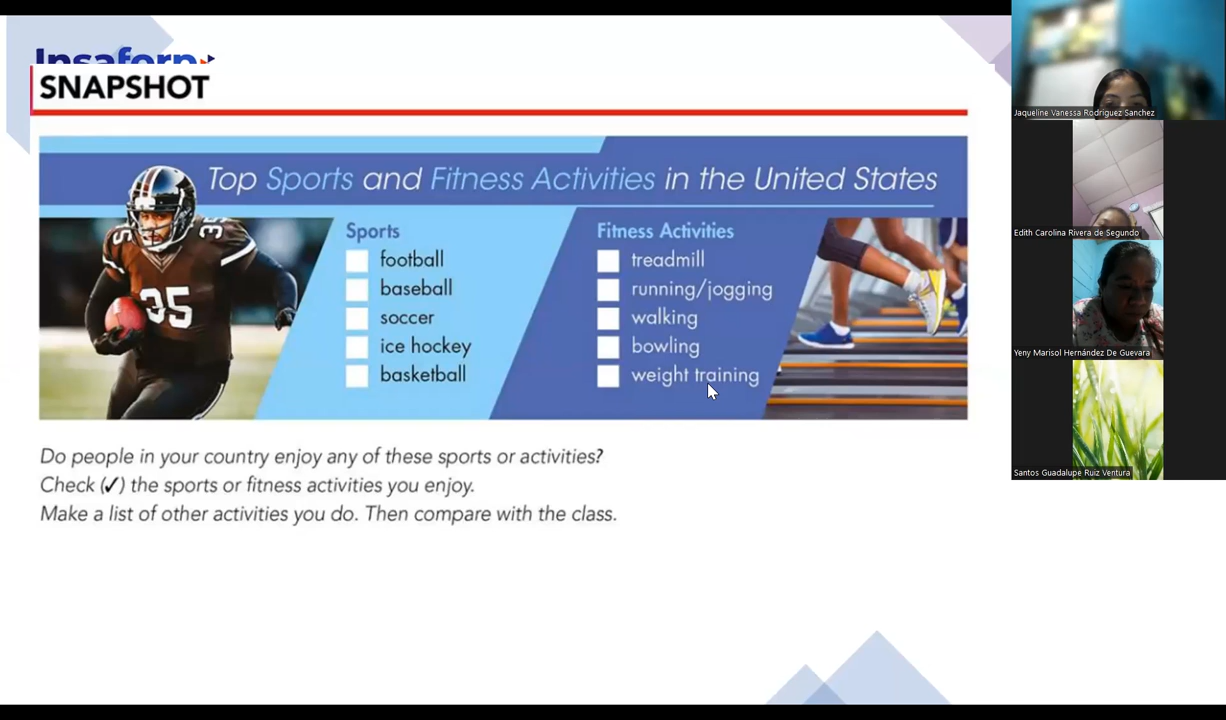 Insaforp
SNAPSHOT
Top Sports and Fitness Activities in the United States
Sports
football
baseball
soccer
ice hockey
basketball
Fitness Activities
treadmill
running/jogging
walking
bowling
weight training
35
35
Do people in your country enjoy any of these sports or activities?
Check (✓) the sports or fitness activities you enjoy.
Make a list of other activities you do. Then compare with the class.
Jaqueline Vanessa Rodriguez Sanchez
Edith Carolina Rivera de Segundo
Yeny Marisol Hernández De Guevara
Santos Guadalupe Ruiz Ventura